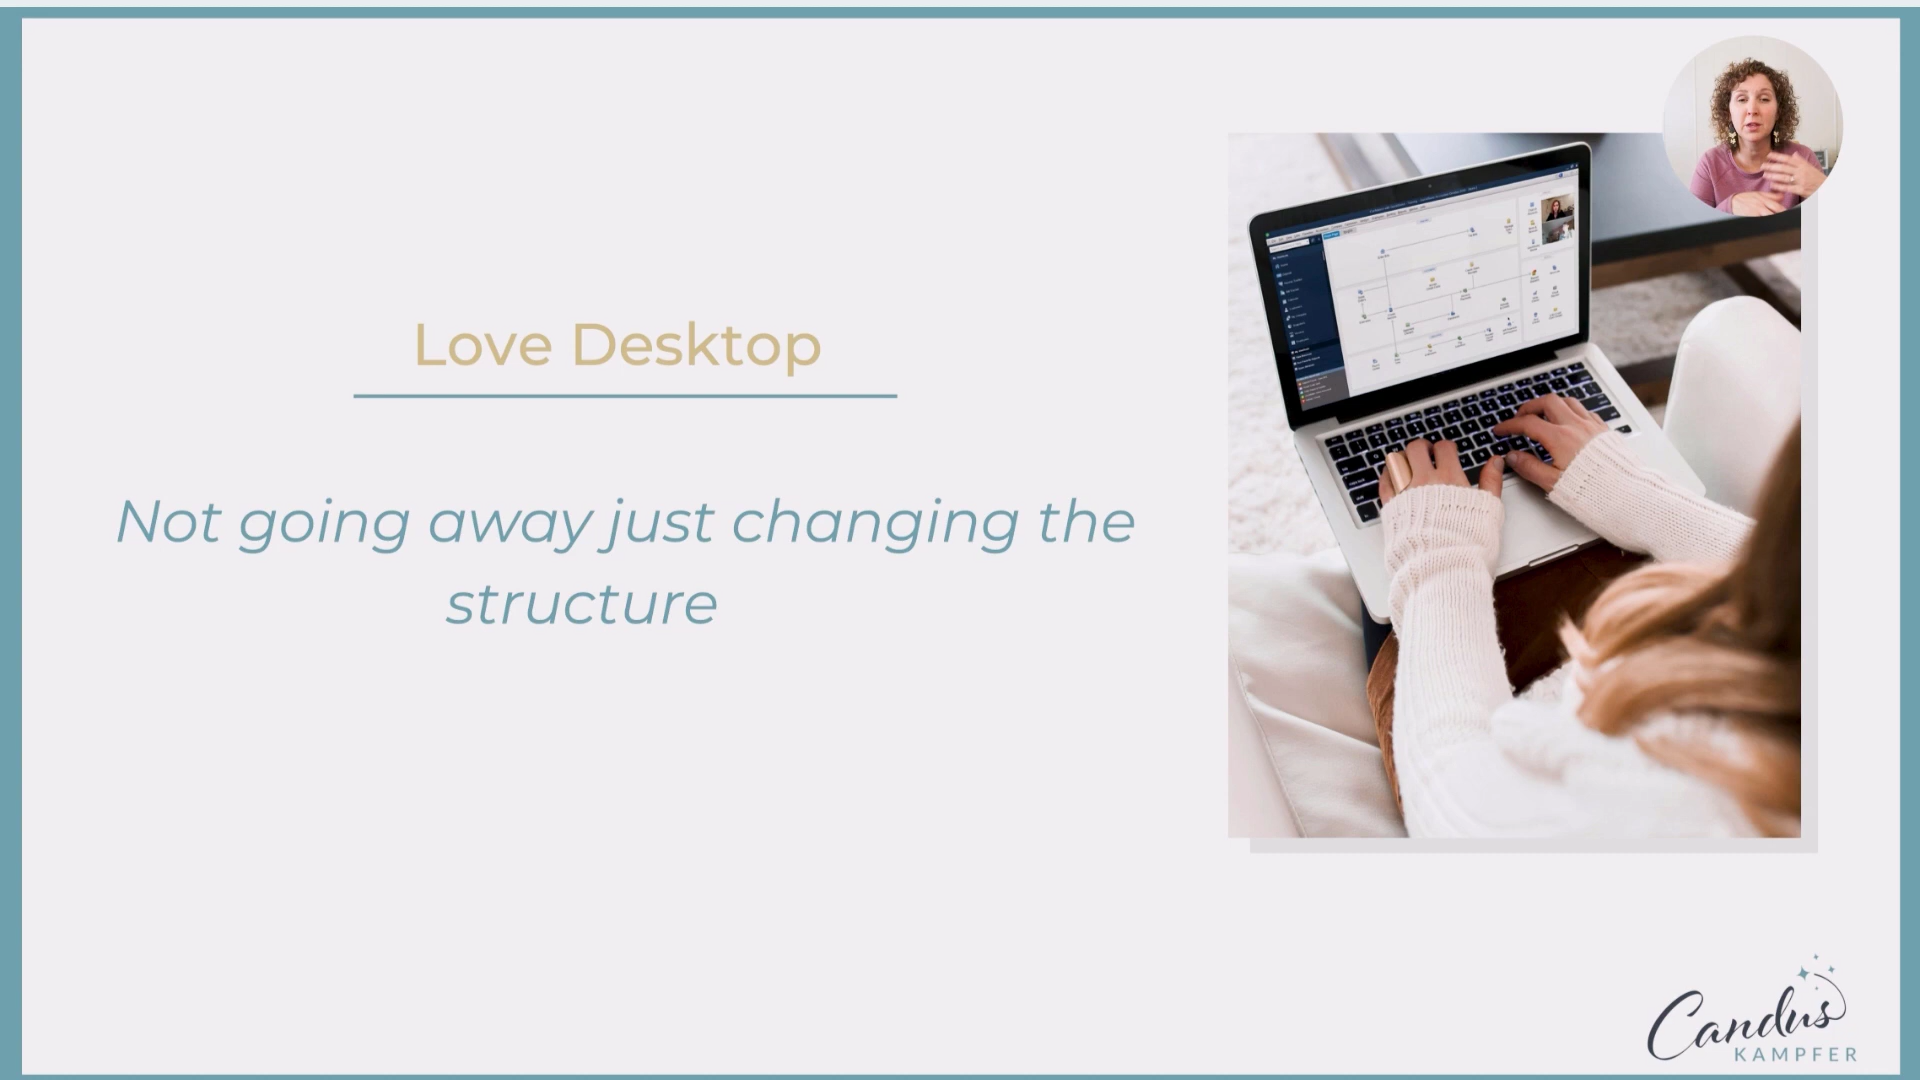 Love Desktop
Not going away just changing the
structure
Candus
KAMPFER